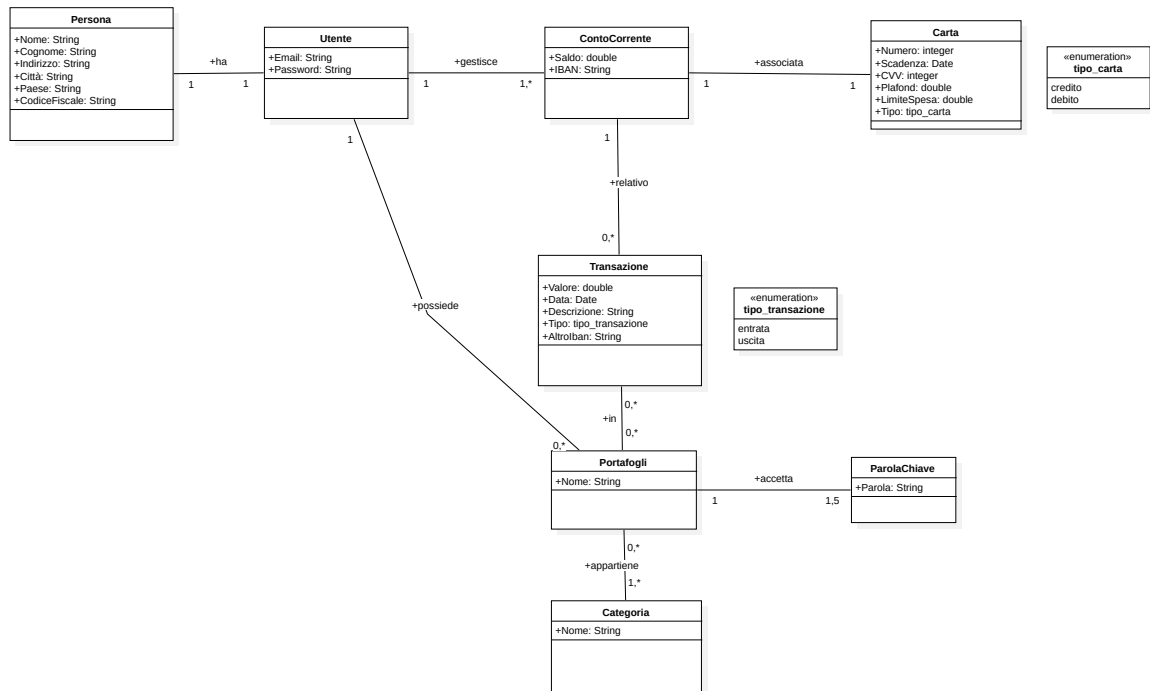 Persona
+Nome: String
+Cognome: String
+Indirizzo: String
+Città: String
+Paese: String
+CodiceFiscale: String
+ha
1
1
Utente
+Email: String
+Password: String
+gestisce
1
1,*
ContoCorrente
+Saldo: double
+IBAN: String
+associata
1
1
Carta
+Numero: integer
+Scadenza: Date
+CVV: integer
+Plafond: double
+LimiteSpesa: double
+Tipo: tipo_carta
«enumeration»
tipo_carta
credito
debito
1
+possiede
0,*
1
+relativo
0,*
Transazione
+Valore: double
+Data: Date
+Descrizione: String
+Tipo: tipo_transazione
+AltroIban: String
«enumeration»
tipo_transazione
entrata
uscita
0,*
+in
0,*
Portafogli
+Nome: String
+accetta
1
1,5
ParolaChiave
+Parola: String
0,*
+appartiene
1,*
Categoria
+Nome: String